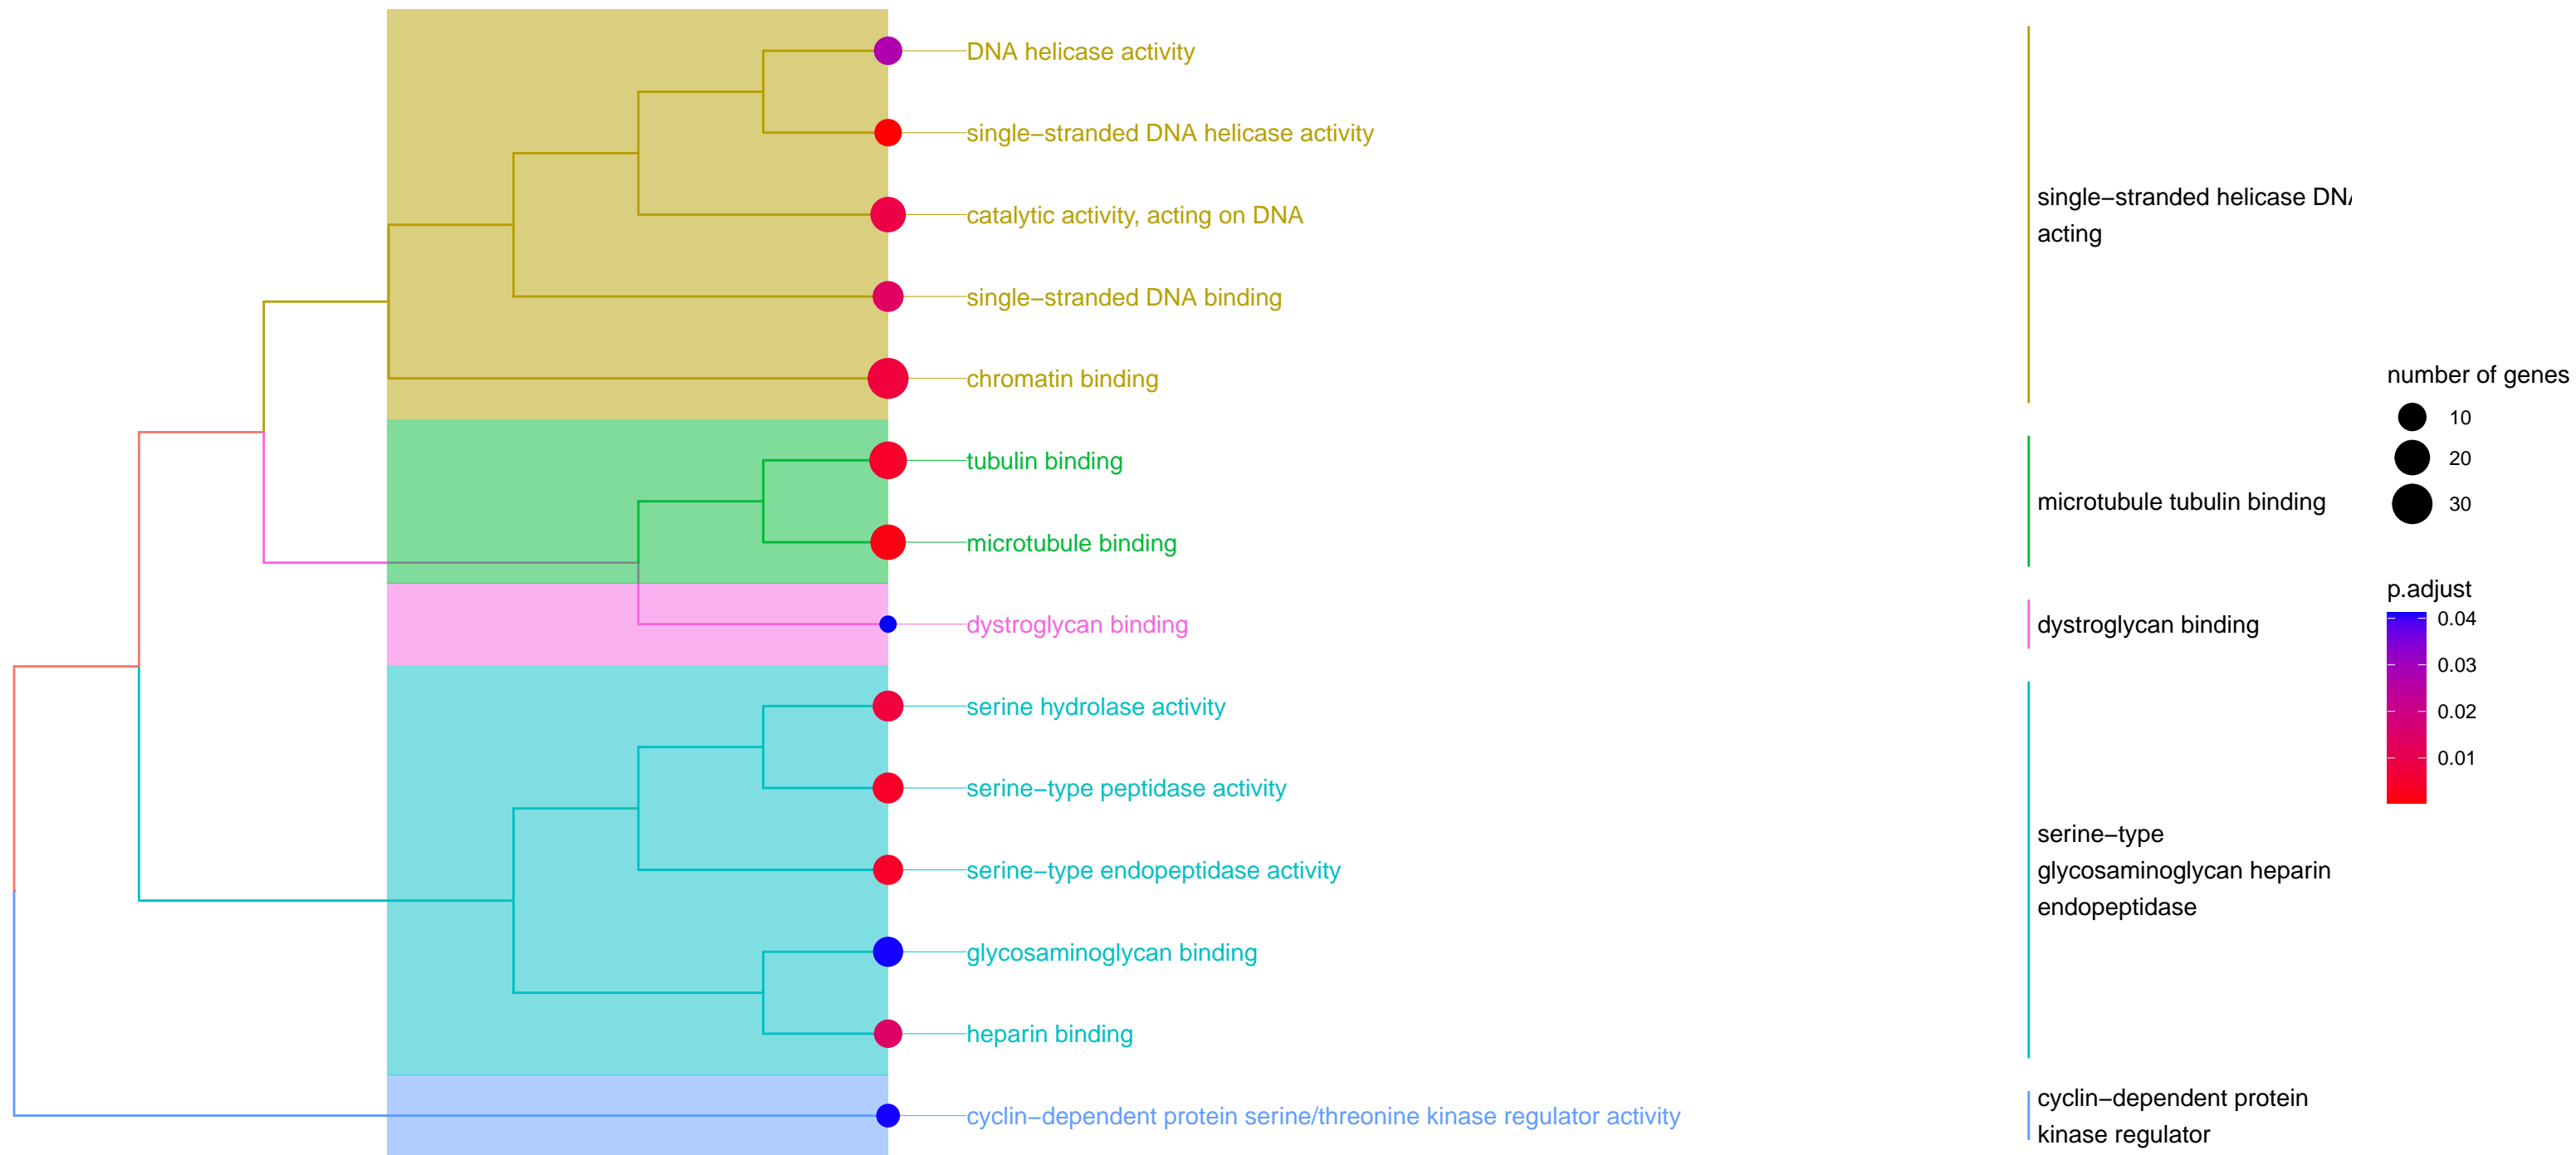 DNA helicase activity
single−stranded DNA helicase activity
catalytic activity, acting on DNA
single−stranded DNA binding
chromatin binding
tubulin binding
microtubule binding
dystroglycan binding
serine hydrolase activity
serine−type peptidase activity
serine−type endopeptidase activity
glycosaminoglycan binding
heparin binding
cyclin−dependent protein serine/threonine kinase regulator activity
single−stranded helicase DN
acting
microtubule tubulin binding
dystroglycan binding
serine−type
glycosaminoglycan heparin
endopeptidase
cyclin−dependent protein
kinase regulator
number of genes
10
20
30
p.adjust
0.04
0.03
0.02
0.01